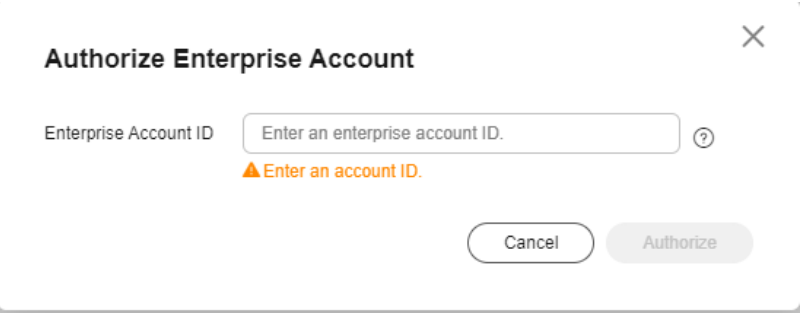 Authorize Enterprise Account
Enterprise Account ID
Enter an enterprise account ID.
?
Enter an account ID.
Cancel
Authorize